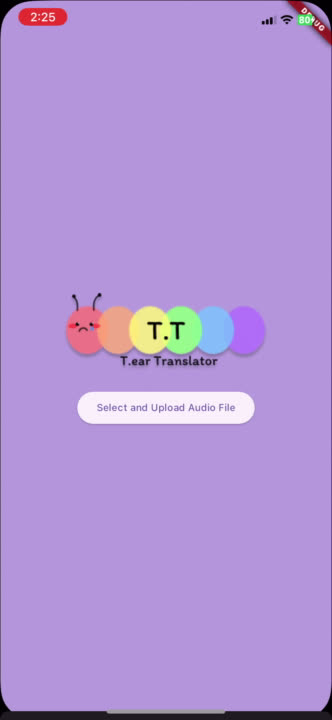 2:25
80
DEBUG
T.T
T.ear Translator
Select and Upload Audio File